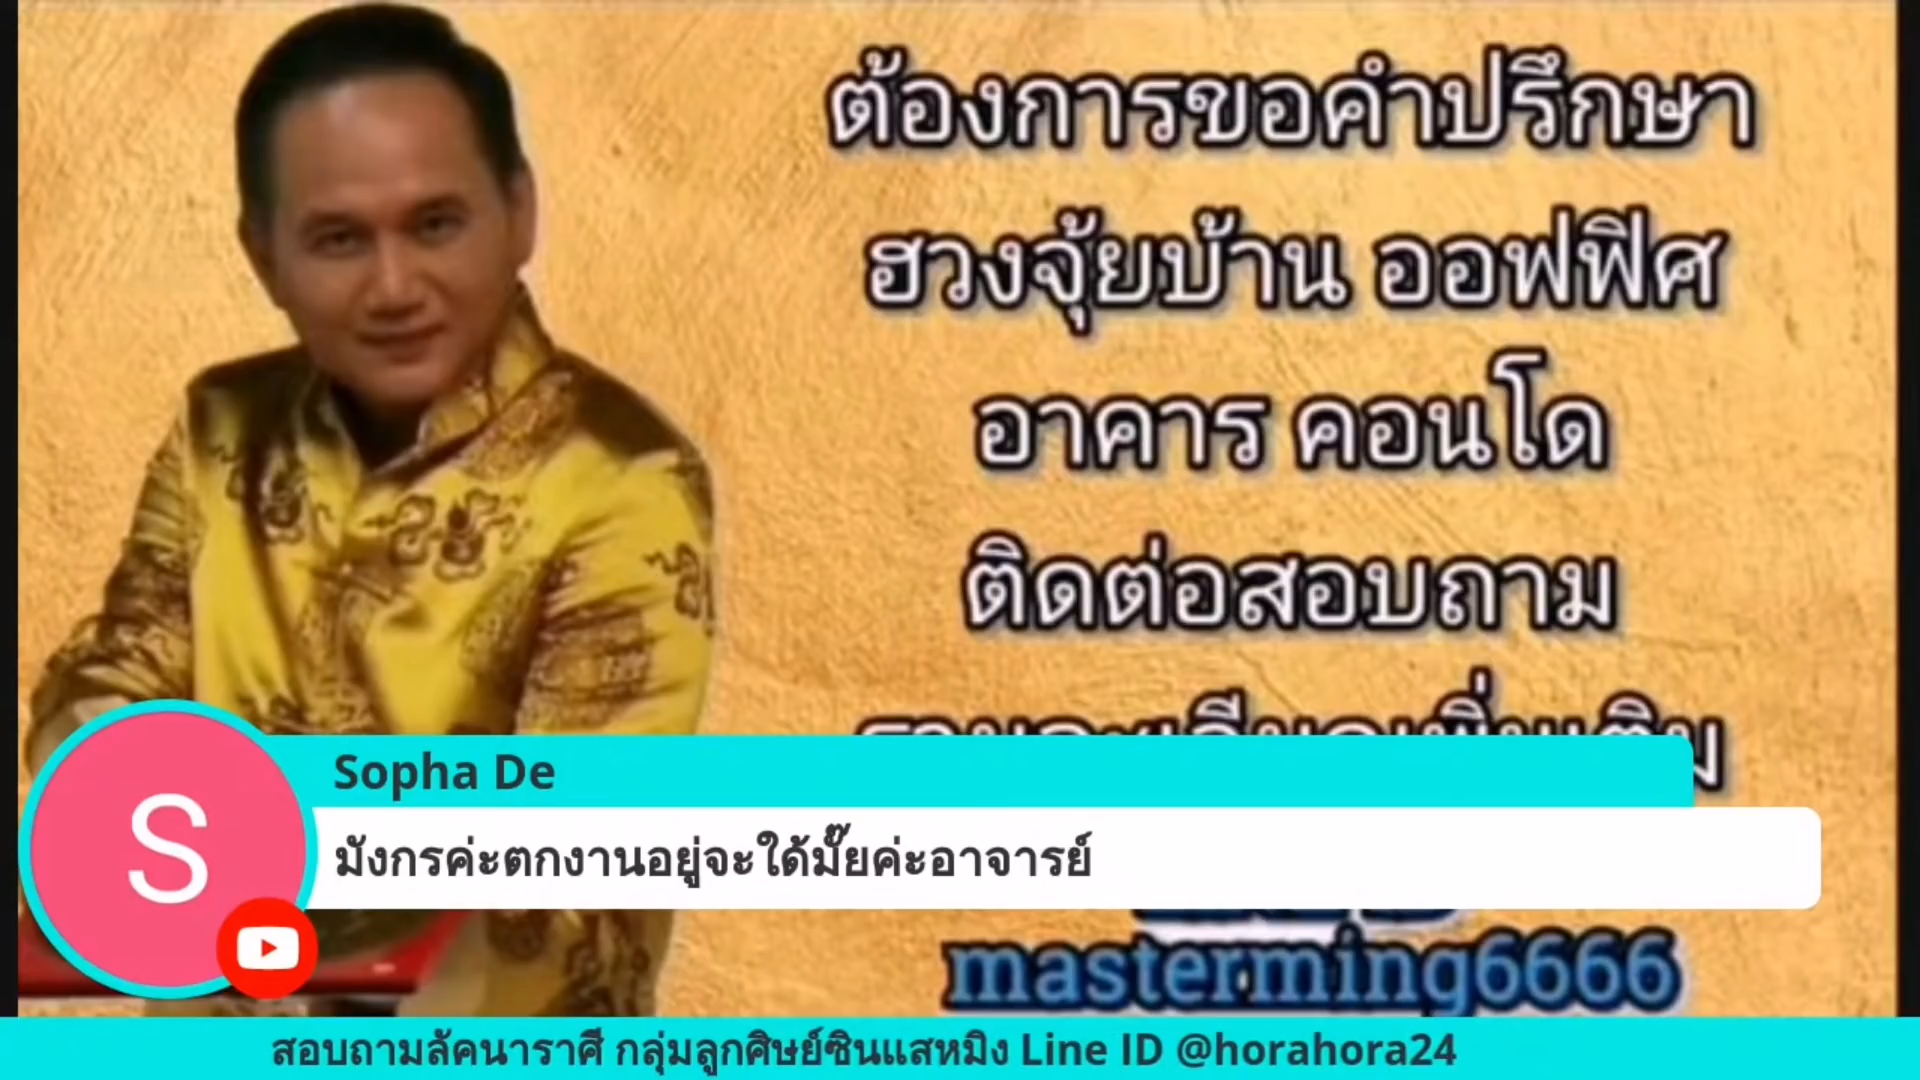 ต้องการขอคำปรึกษา
ฮวงจุ้ยบ้าน ออฟฟิศ
อาคาร คอนโด
ติดต่อสอบถาม
Sopha De
S
มังกรค่ะตกงานอยู่จะใด้มั๊ยค่ะอาจารย์
masterming6666
สอบถามลัคนาราศี กลุ่มลูกศิษย์ซินแสหมิง Line ID @horahora24